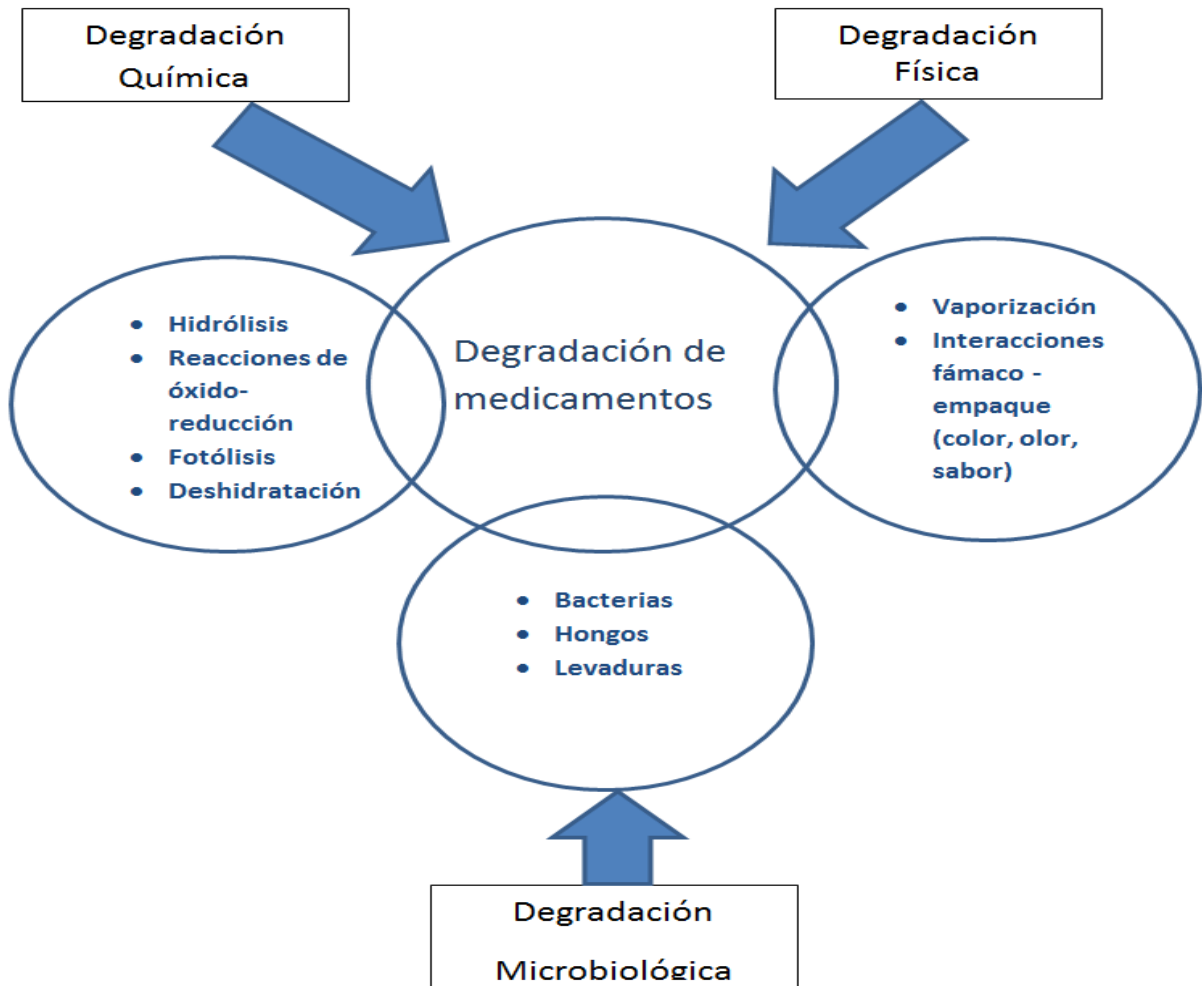 Degradación
Química
Degradación
Física
• Hidrólisis
• Reacciones de
óxido-
reducción
• Fotólisis
• Deshidratación
Degradación de
medicamentos
• Vaporización
• Interacciones
fámaco -
empaque
(color, olor,
sabor)
• Bacterias
• Hongos
• Levaduras
Degradación
Microbiológica